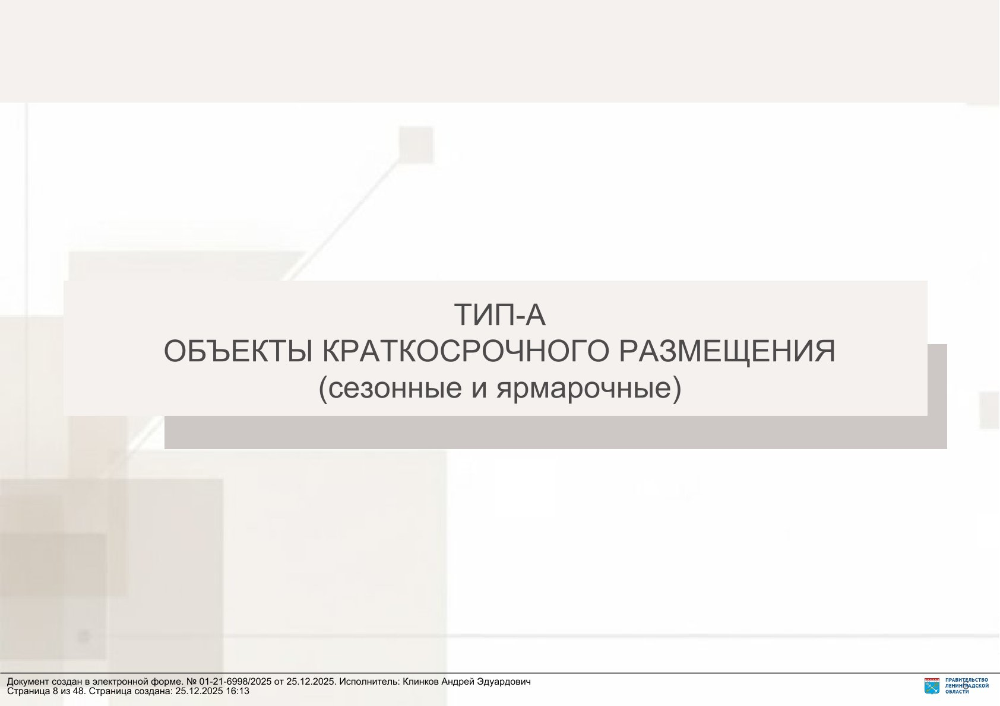 ТИП-А
ОБЪЕКТЫ КРАТКОСРОЧНОГО РАЗМЕЩЕНИЯ
(сезонные и ярмарочные)
Документ создан в электронной форме. № 01-21-6998/2025 от 25.12.2025. Исполнитель: Клинков Андрей Эдуардович
Страница 8 из 48. Страница создана: 25.12.2025 16:13
ПРАВИТЕЛЬСТВО
ЛЕНИНГРАДСКОЙ
ОБЛАСТИ